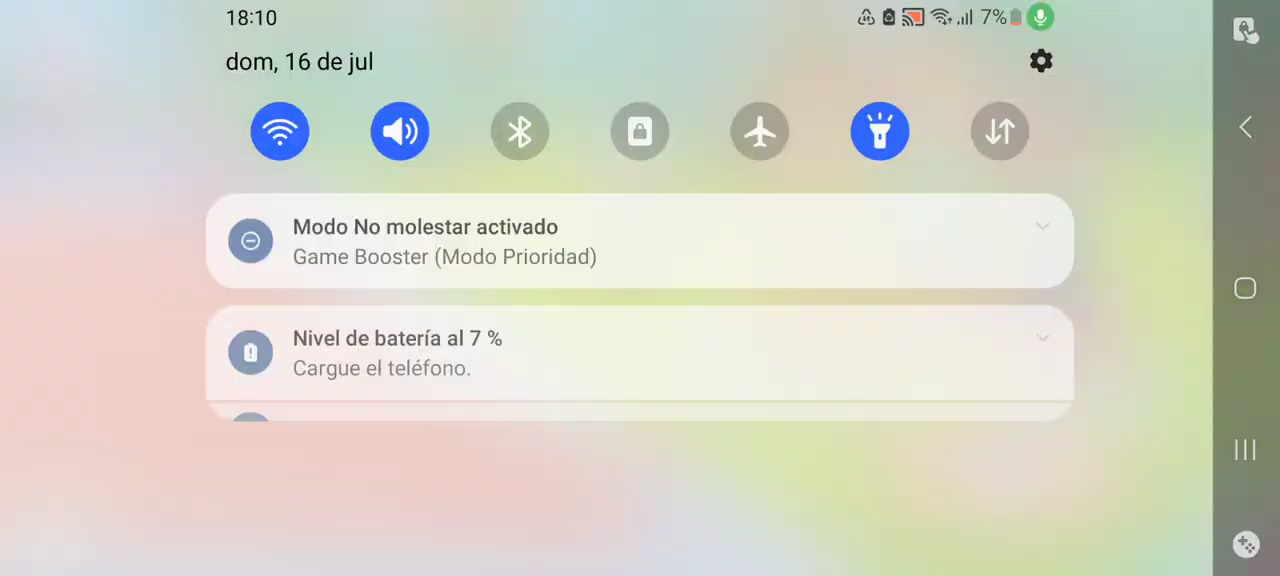 18:10
7%
dom, 16 de jul
Modo No molestar activado
Game Booster (Modo Prioridad)
Nivel de batería al 7 %
Cargue el teléfono.